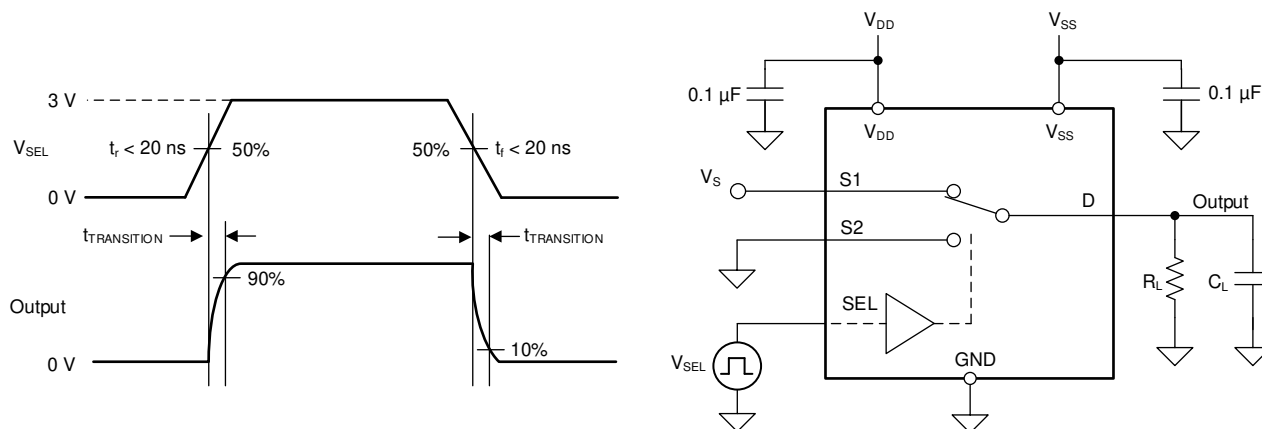 3 V
V_SEL
t_r < 20 ns
50%
50%
t_f < 20 ns
0 V
t_TRANSITION
t_TRANSITION
90%
Output
10%
0 V
V_DD
V_SS
0.1 µF
0.1 µF
V_DD
V_SS
V_S
S1
D
Output
S2
R_L
C_L
SEL
V_SEL
GND